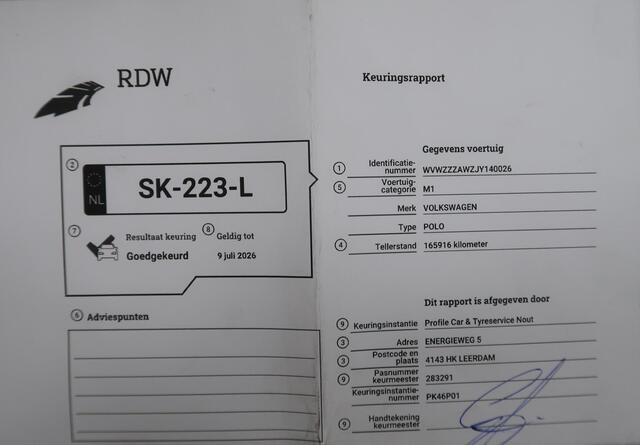 RDW
Keuringsrapport
2
NL
SK-223-L
7
Resultaat keuring
Goedgekeurd
8
Geldig tot
9 juli 2026
6 Adviespunten
Gegevens voertuig
1 Identificatie-
nummer WVWZZZAWZJY140026
5 Voertuig-
categorie M1
Merk VOLKSWAGEN
Type POLO
4 Tellerstand 165916 kilometer
Dit rapport is afgegeven door
9 Keuringsinstantie Profile Car & Tyreservice Nout
3 Adres ENERGIEWEG 5
3 Postcode en
plaats 4143 HK LEERDAM
9 Pasnummer
keurmeester 283291
Keuringsinstantie-
nummer PK46P01
9 Handtekening
keurmeester